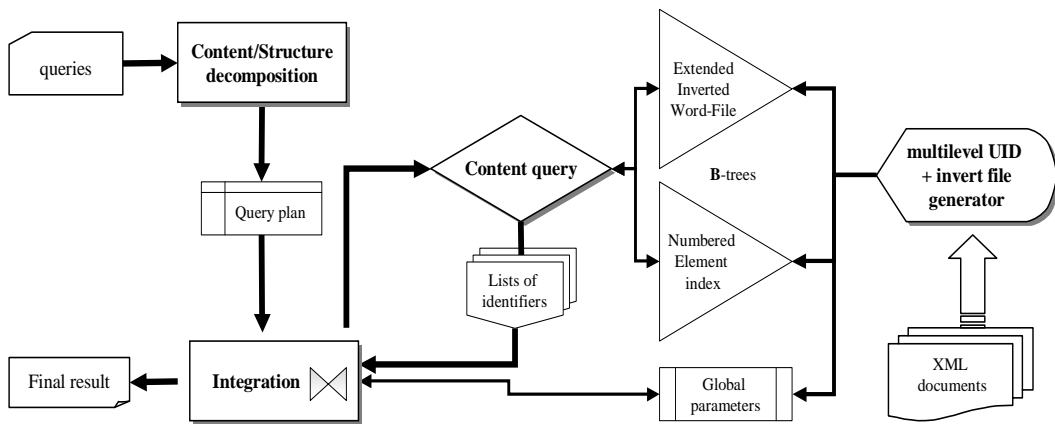 queries
Content/Structure
decomposition
Query plan
Integration
Final result
Content query
Lists of
identifiers
Extended
Inverted
Word-File
B-trees
Numbered
Element
index
Global
parameters
multilevel UID
+ invert file
generator
XML
documents